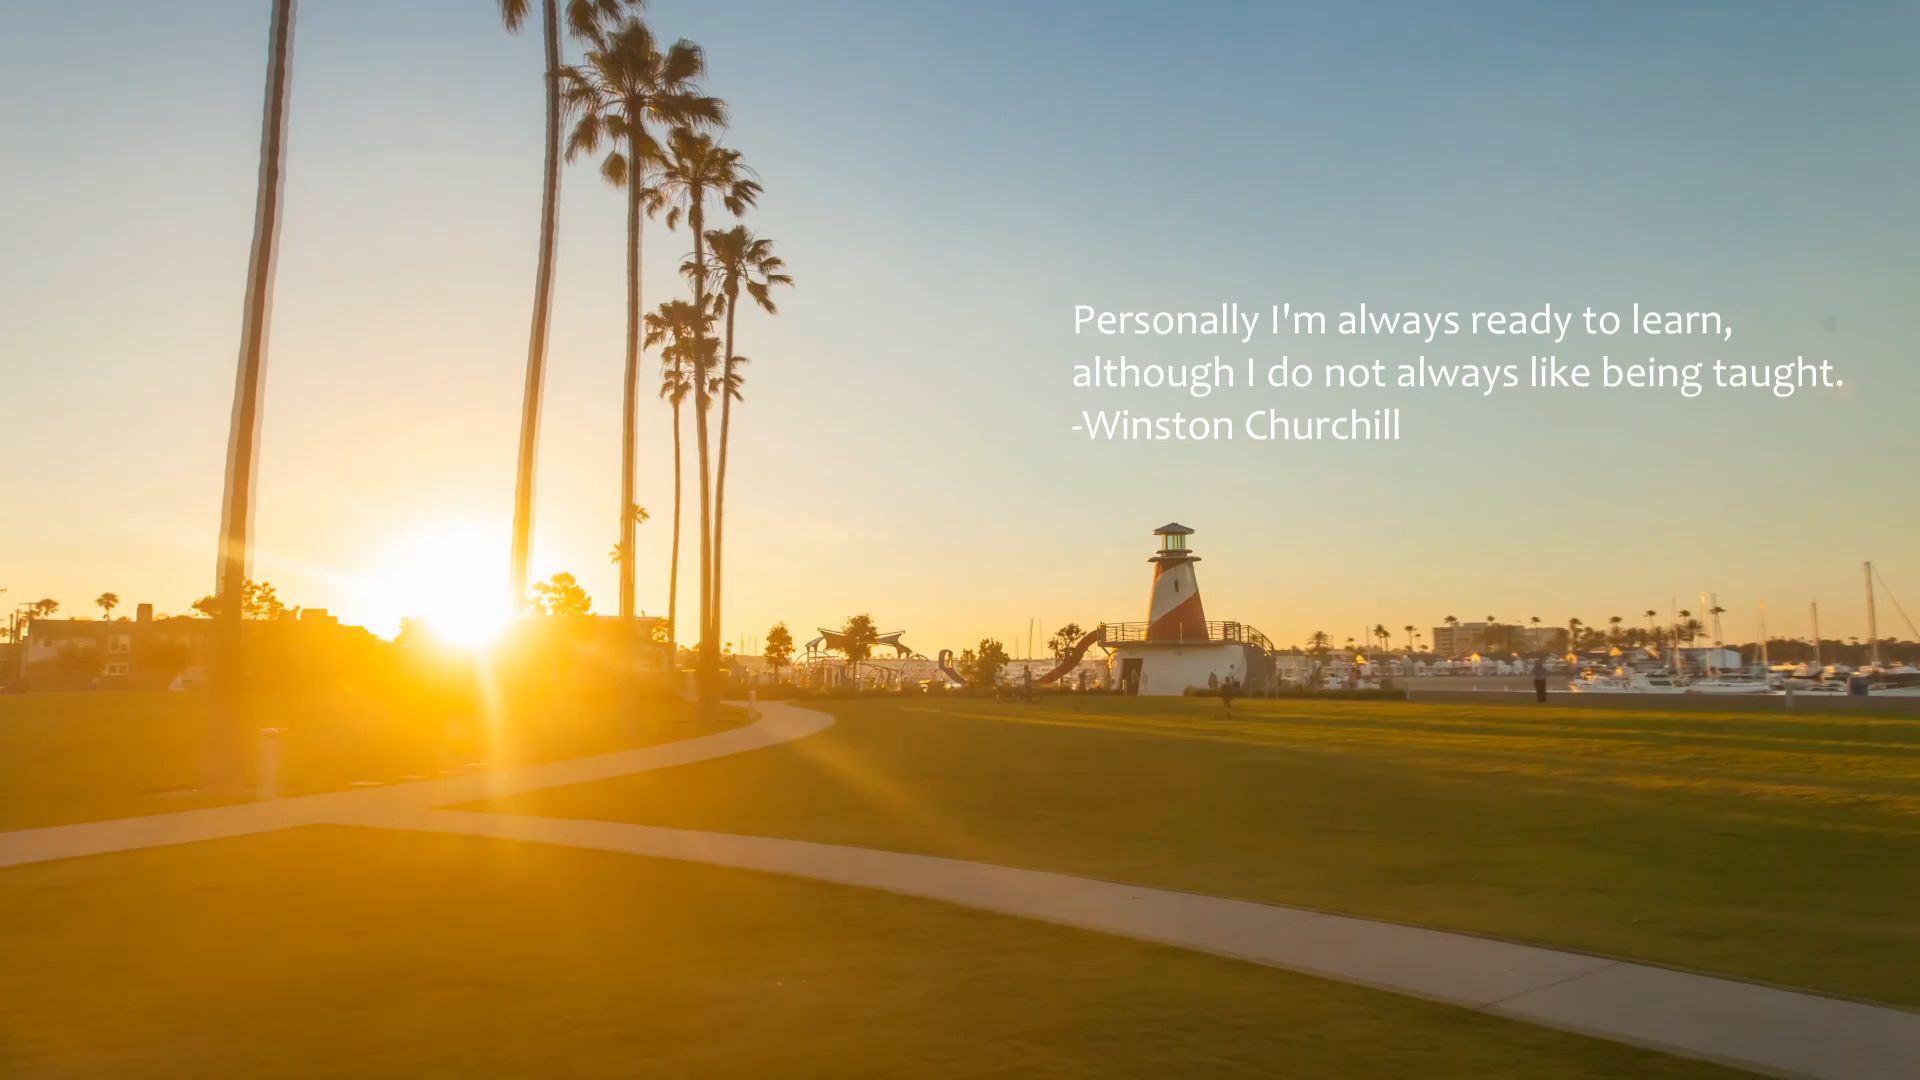 Personally I'm always ready to learn,
although I do not always like being taught.
-Winston Churchill